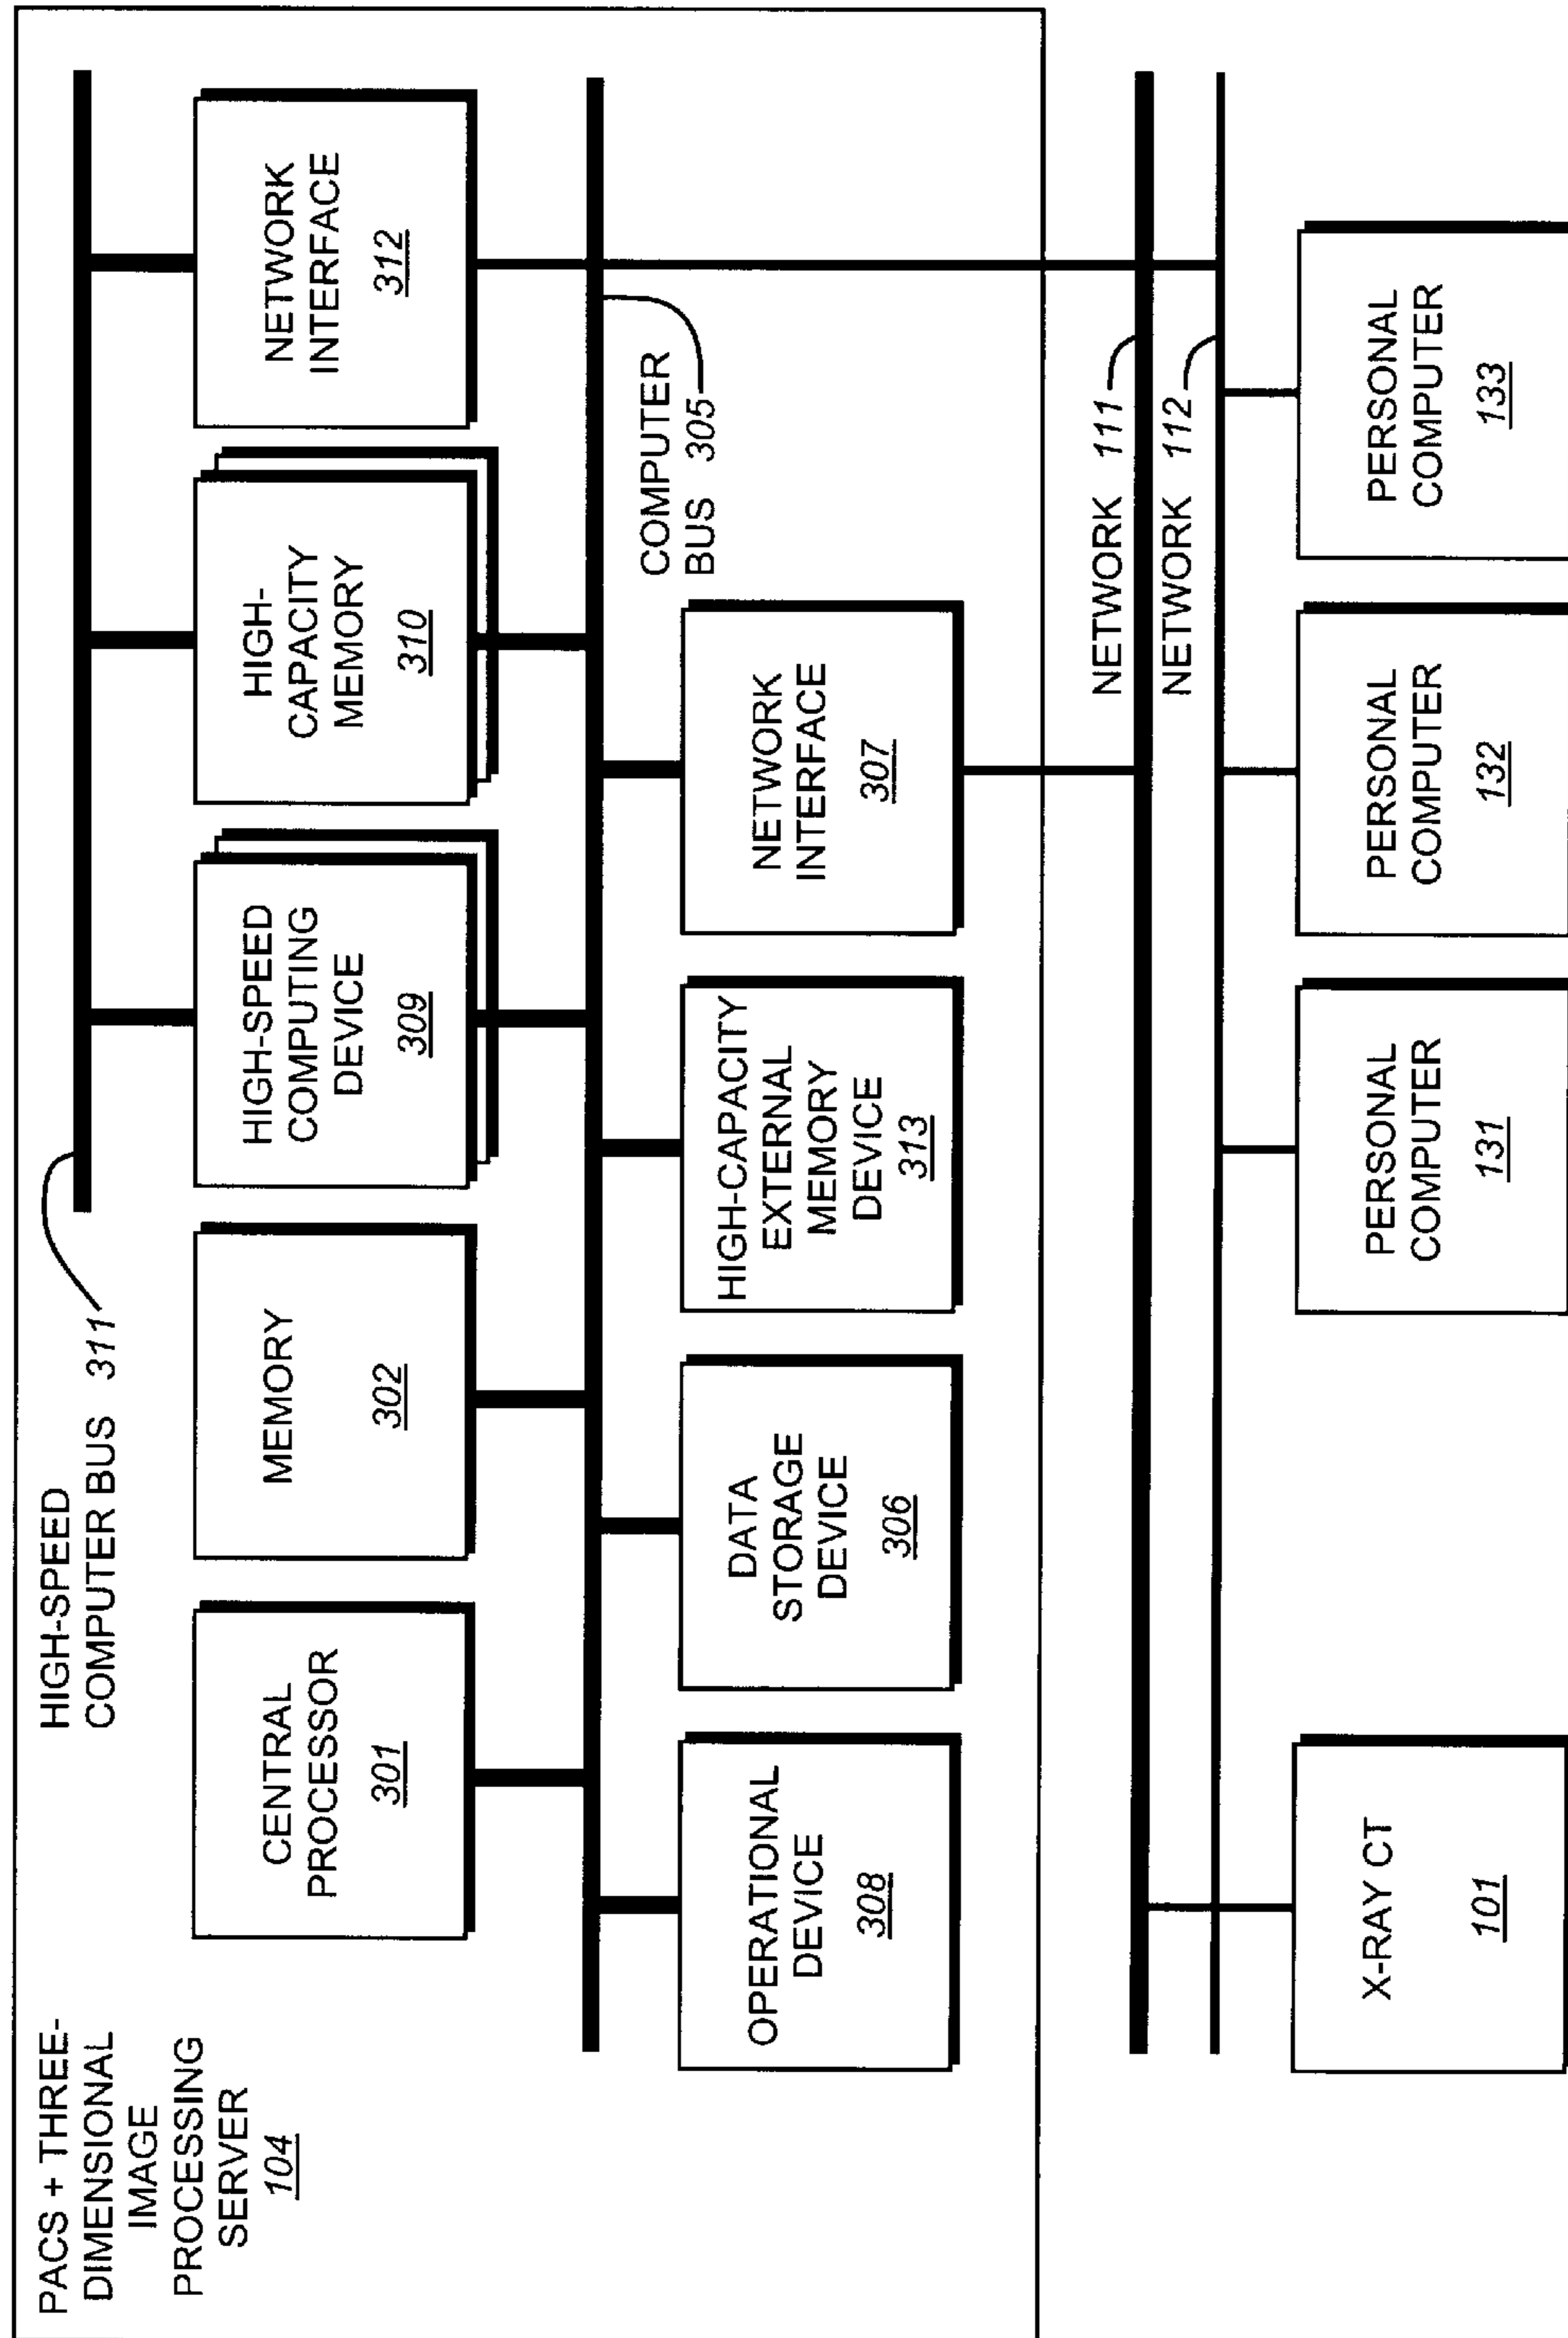 PACS + THREE-
DIMENSIONAL
IMAGE
PROCESSING
SERVER
104
HIGH-SPEED
COMPUTER BUS 311
CENTRAL
PROCESSOR
301
MEMORY
302
HIGH-SPEED
COMPUTING
DEVICE
309
HIGH-
CAPACITY
MEMORY
310
NETWORK
INTERFACE
312
COMPUTER
BUS 305
OPERATIONAL
DEVICE
308
DATA
STORAGE
DEVICE
306
HIGH-CAPACITY
EXTERNAL
MEMORY
DEVICE
313
NETWORK
INTERFACE
307
NETWORK 111
NETWORK 112
X-RAY CT
101
PERSONAL
COMPUTER
131
PERSONAL
COMPUTER
132
PERSONAL
COMPUTER
133